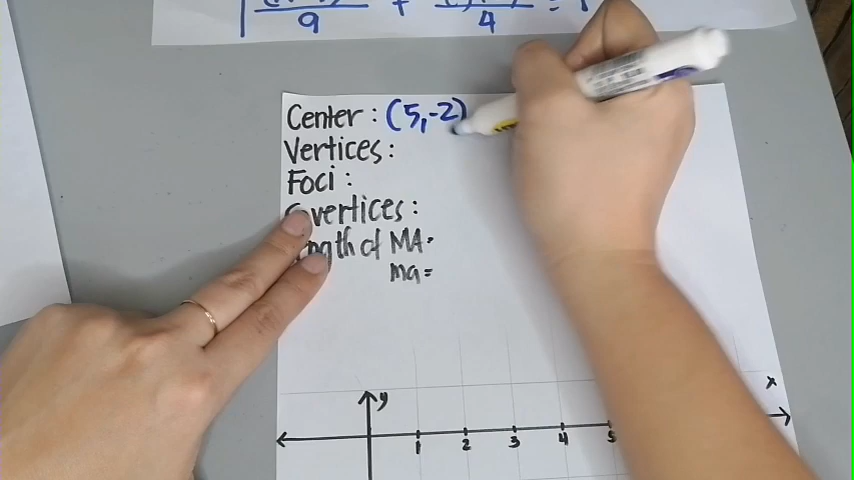 9 + 4 =
Center : (5,-2)
Vertices :
Foci :
vertices :
of MA =
ma =
y
x
1 2 3 4 5